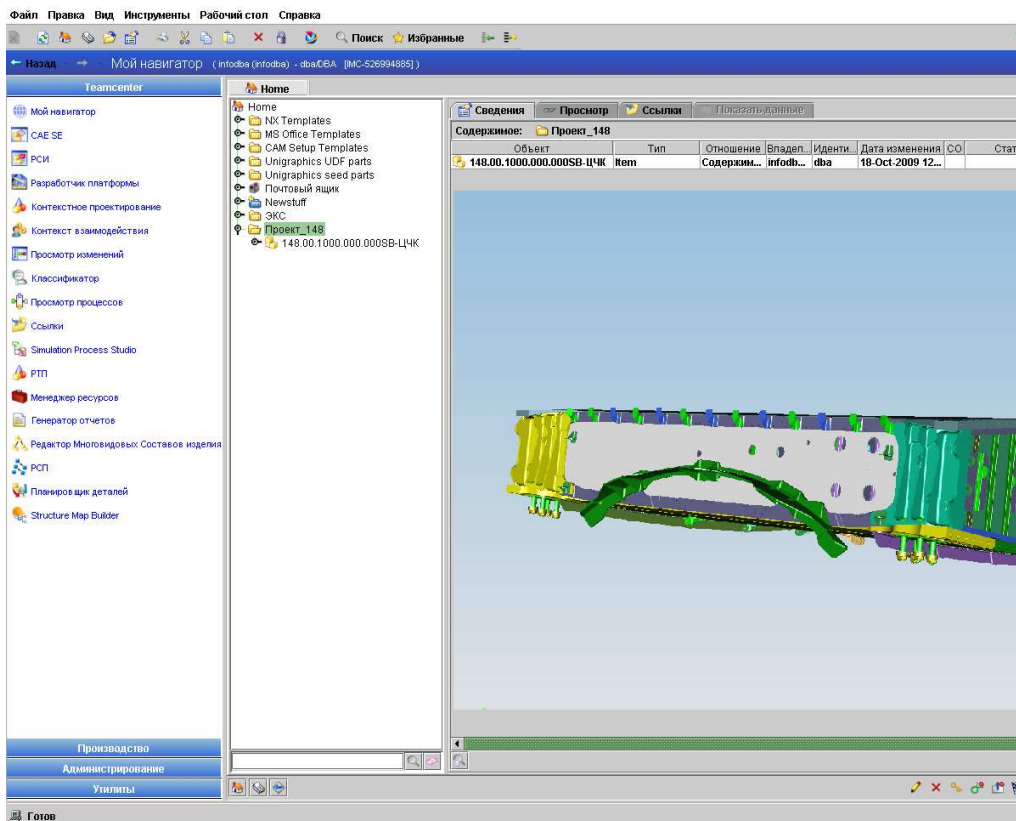 Файл Правка Вид Инструменты Рабочий стол Справка
Поиск Избранные
Назад Мой навигатор ( infodba (infodba) - dba/DBA [IMC-526994885] )
Teamcenter
Мой навигатор
CAE SE
РСИ
Разработчик платформы
Контекстное проектирование
Контекст взаимодействия
Просмотр изменений
Классификатор
Просмотр процессов
Ссылки
Simulation Process Studio
РТП
Менеджер ресурсов
Генератор отчетов
Редактор Многовидовых Составов изделия
РСП
Планировщик деталей
Structure Map Builder
Производство
Администрирование
Утилиты
Home
Home
NX Templates
MS Office Templates
CAM Setup Templates
Unigraphics UDF parts
Unigraphics seed parts
Почтовый ящик
Newstuff
ЭКС
Проект_148
148.00.1000.000.000SB-ЦЧК
Сведения Просмотр Ссылки Показать данные
Содержимое: Проект_148
Объект Тип Отношение Владел... Иденти... Дата изменения СО Стат
148.00.1000.000.000SB-ЦЧК Item Содержим... infodb... dba 18-Oct-2009 12...
Готов